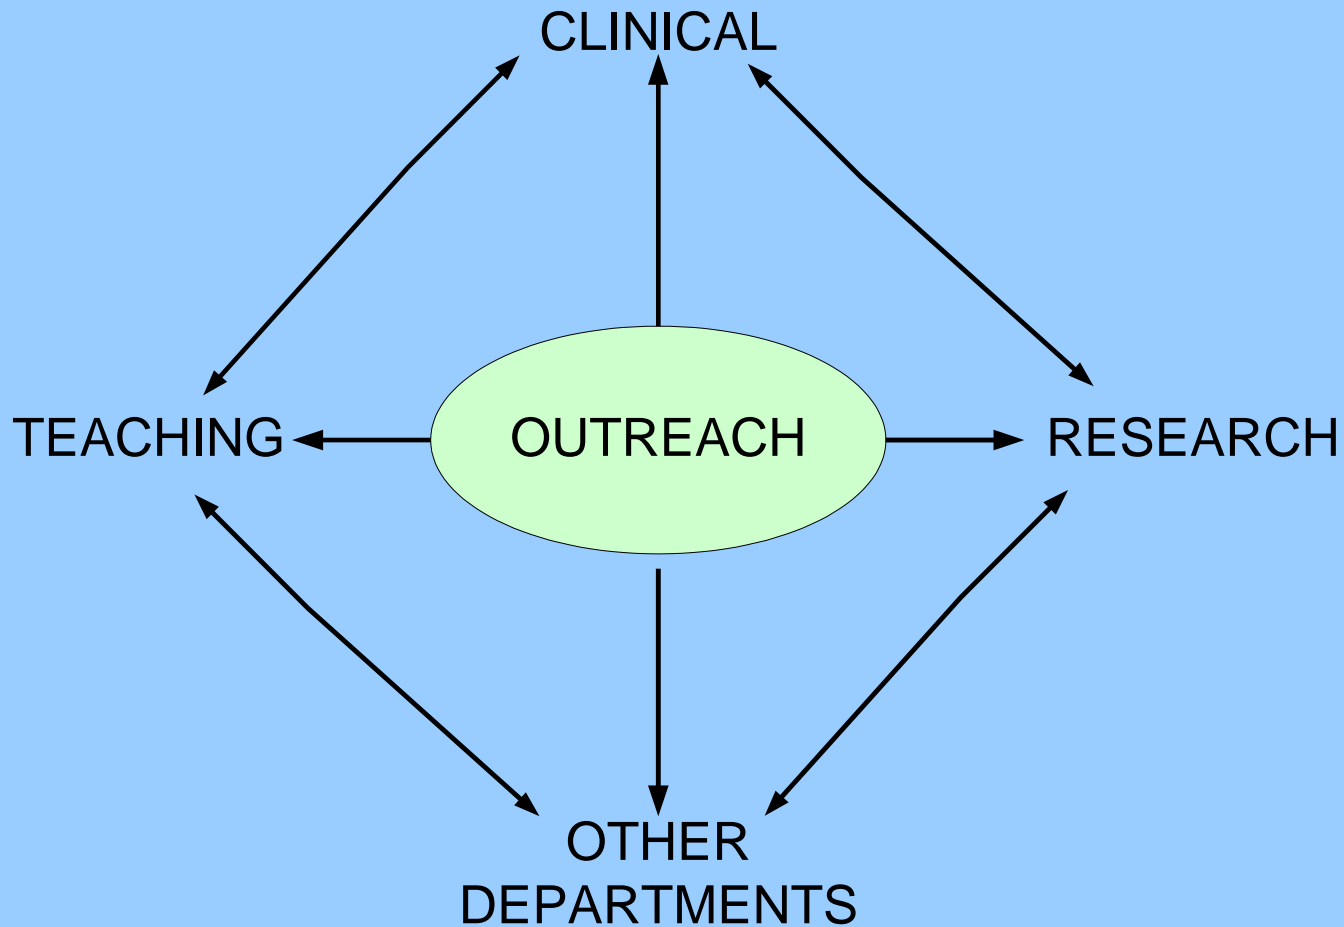 CLINICAL
TEACHING
OUTREACH
RESEARCH
OTHER
DEPARTMENTS